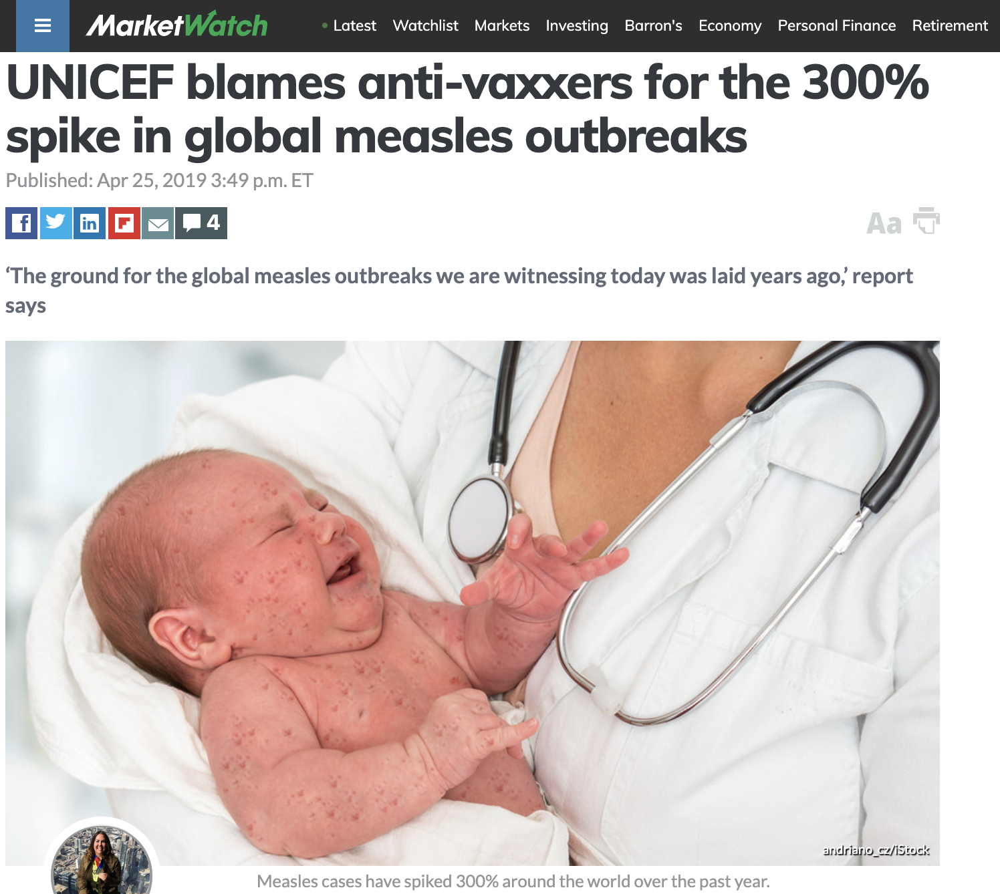 MarketWatch
Latest Watchlist Markets Investing Barron's Economy Personal Finance Retirement
UNICEF blames anti-vaxxers for the 300%
spike in global measles outbreaks
Published: Apr 25, 2019 3:49 p.m. ET
f in 4 Aa
‘The ground for the global measles outbreaks we are witnessing today was laid years ago,’ report
says
andriano_cz/iStock
Measles cases have spiked 300% around the world over the past year.